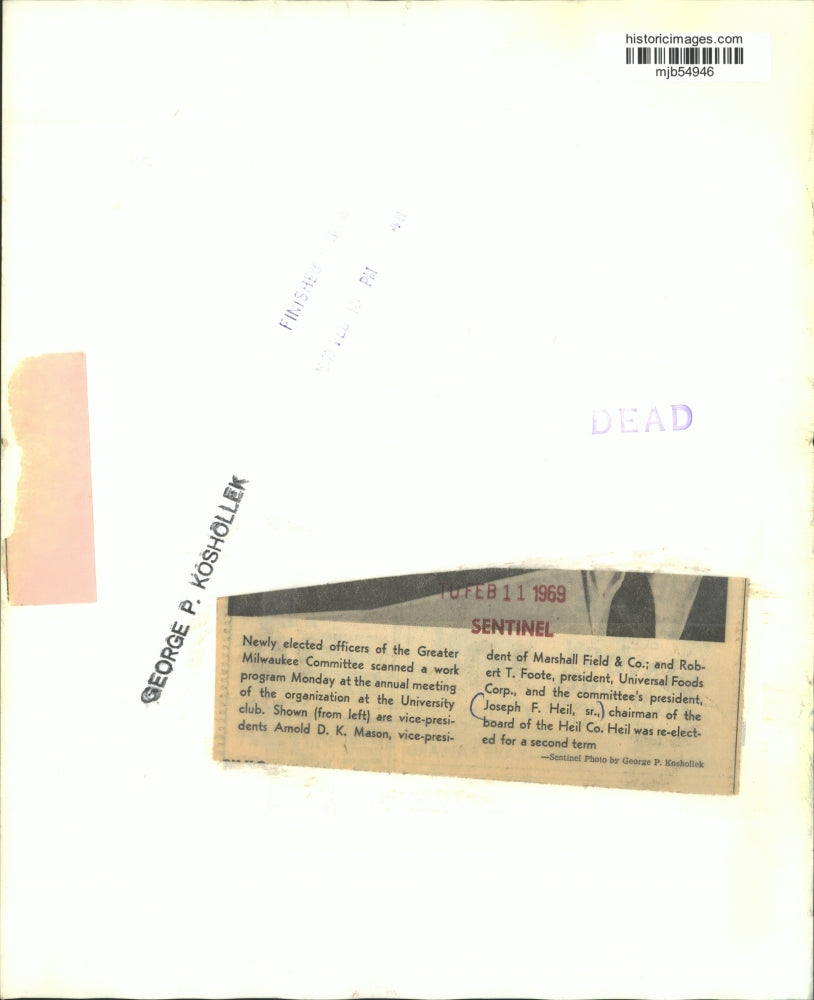 historicimages.com
mjb54946
FINISHED
PM
DEAD
GEORGE P. KOSHOLLEK
TU FEB 11 1969
SENTINEL
Newly elected officers of the Greater
Milwaukee Committee scanned a work
program Monday at the annual meeting
of the organization at the University
club. Shown (from left) are vice-presi-
dents Arnold D. K. Mason, vice-presi-
dent of Marshall Field & Co.; and Rob-
ert T. Foote, president, Universal Foods
Corp., and the committee's president,
Joseph F. Heil, sr., chairman of the
board of the Heil Co. Heil was re-elect-
ed for a second term
—Sentinel Photo by George P. Koshollek